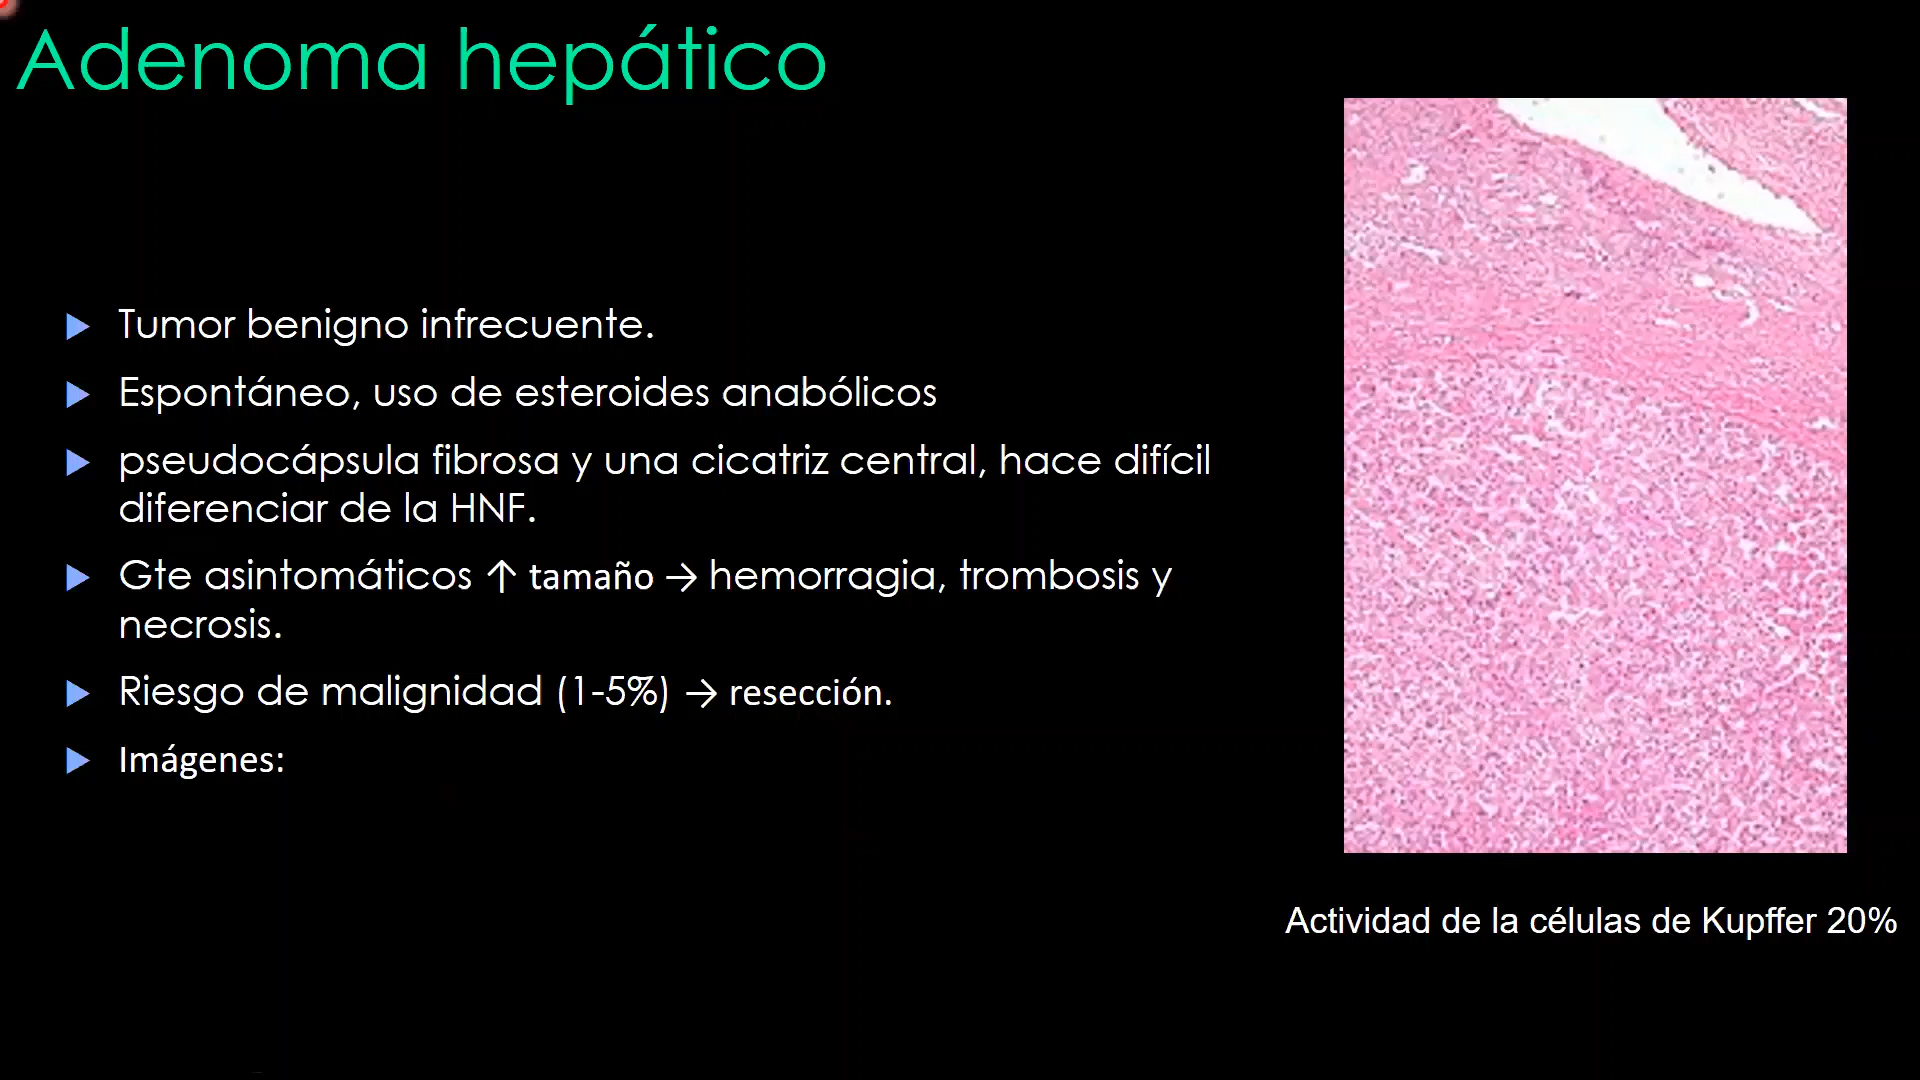 Adenoma hepático
Tumor benigno infrecuente.
Espontáneo, uso de esteroides anabólicos
pseudocápsula fibrosa y una cicatriz central, hace difícil
diferenciar de la HNF.
Gte asintomáticos ↑ tamaño → hemorragia, trombosis y
necrosis.
Riesgo de malignidad (1-5%) → resección.
Imágenes:
Actividad de la células de Kupffer 20%